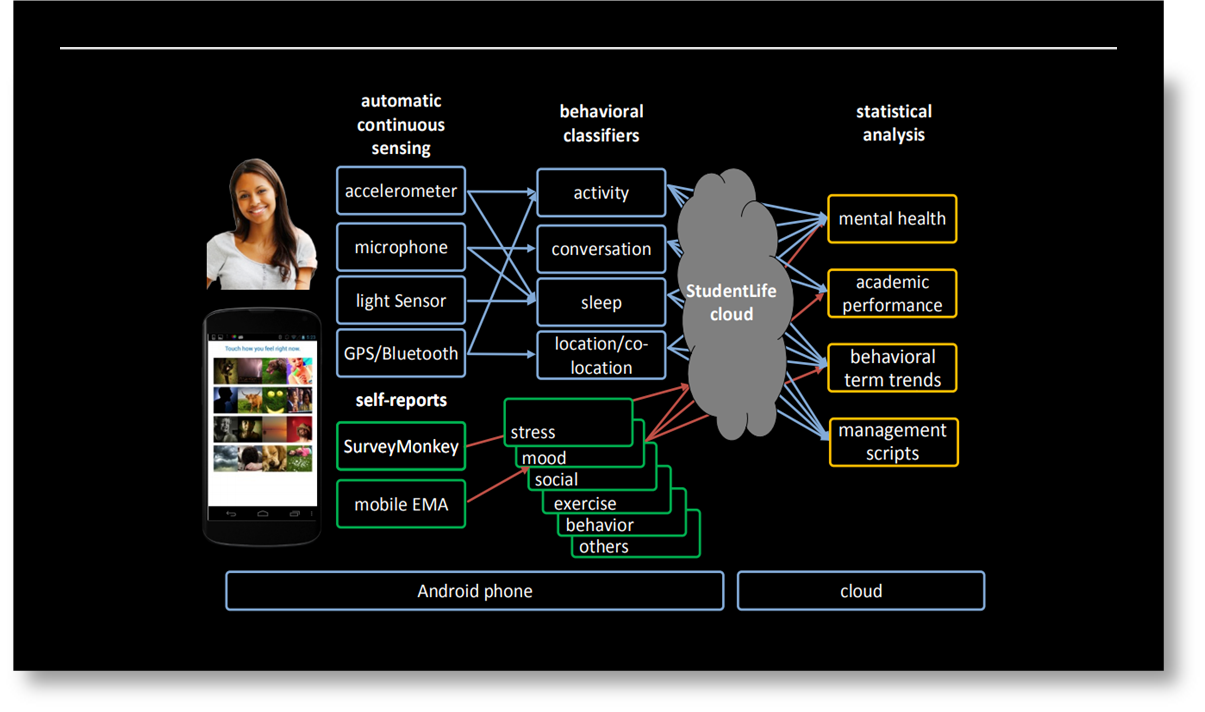 automatic
continuous
sensing
behavioral
classifiers
statistical
analysis
accelerometer
activity
mental health
microphone
conversation
StudentLife
cloud
academic
performance
light Sensor
sleep
GPS/Bluetooth
location/co-
location
behavioral
term trends
self-reports
SurveyMonkey
stress
mood
social
exercise
behavior
others
management
scripts
mobile EMA
Touch how you feel right now.
Android phone
cloud